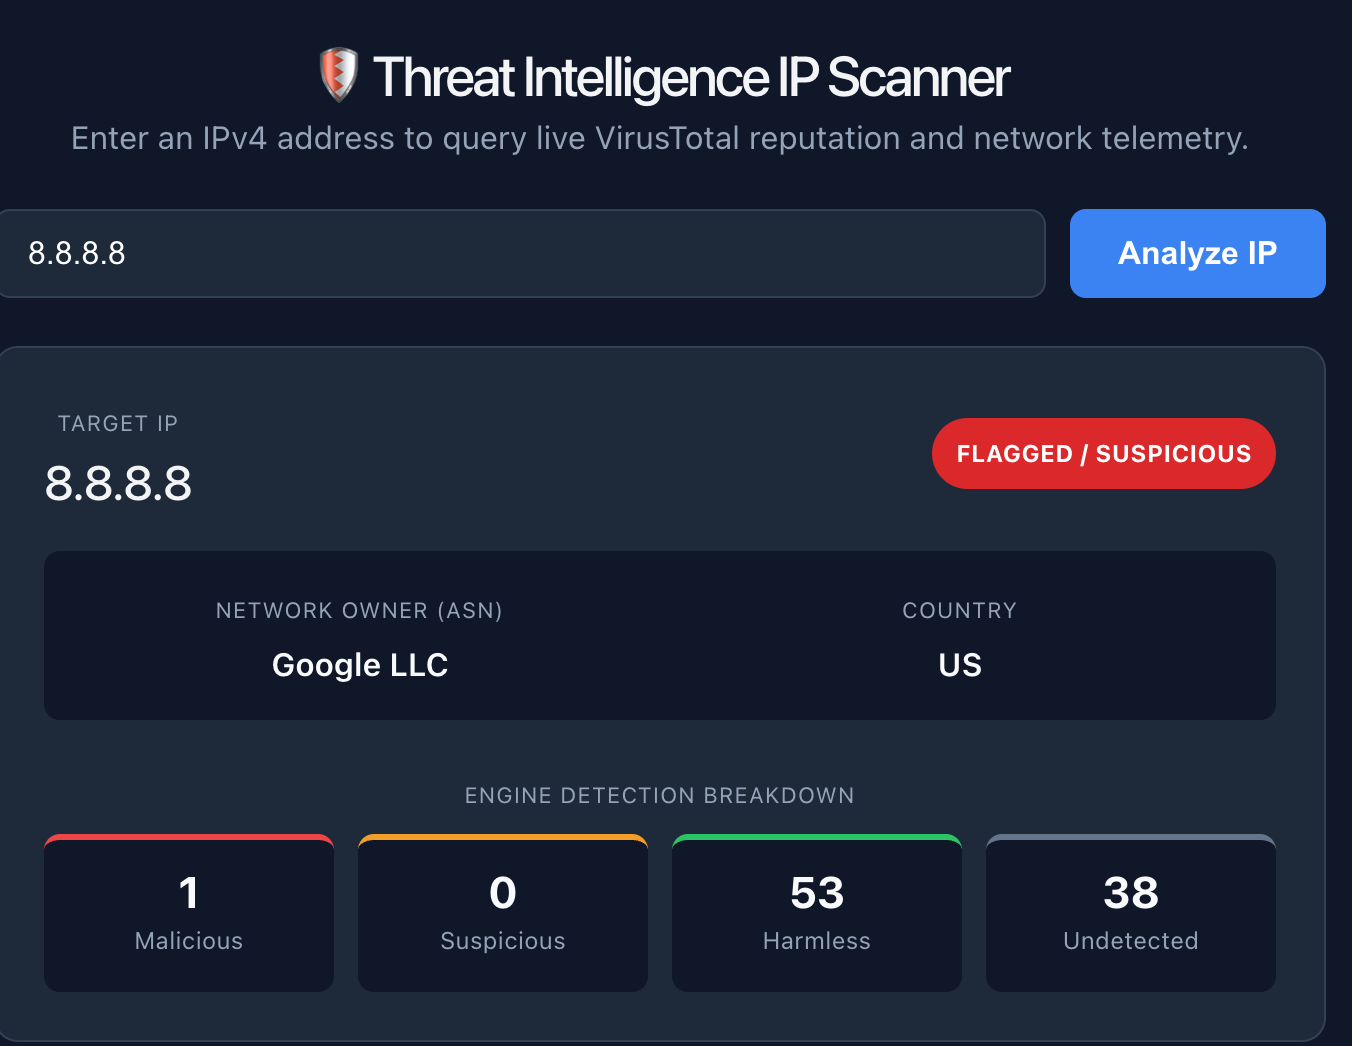 Threat Intelligence IP Scanner
Enter an IPv4 address to query live VirusTotal reputation and network telemetry.
8.8.8.8
Analyze IP
TARGET IP
8.8.8.8
FLAGGED / SUSPICIOUS
NETWORK OWNER (ASN)
Google LLC
COUNTRY
US
ENGINE DETECTION BREAKDOWN
1
Malicious
0
Suspicious
53
Harmless
38
Undetected